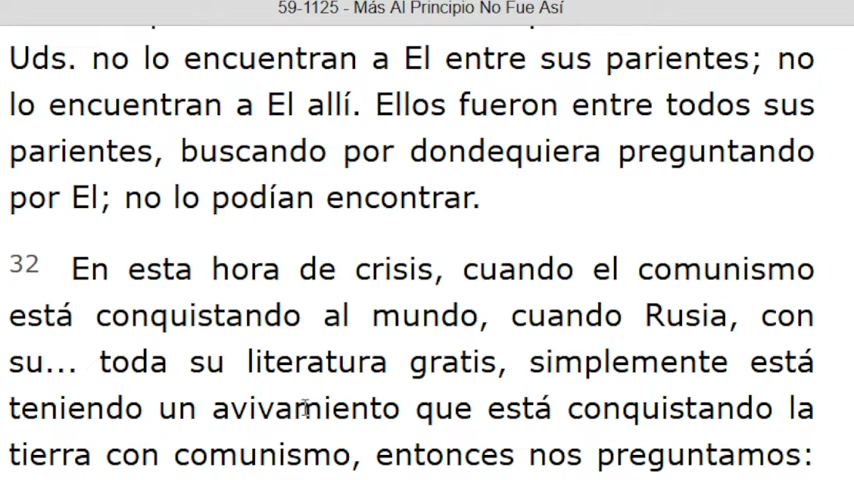 59-1125 - Más Al Principio No Fue Así
Uds. no lo encuentran a El entre sus parientes; no
lo encuentran a El allí. Ellos fueron entre todos sus
parientes, buscando por dondequiera preguntando
por El; no lo podían encontrar.
32 En esta hora de crisis, cuando el comunismo
está conquistando al mundo, cuando Rusia, con
su... toda su literatura gratis, simplemente está
teniendo un avivamiento que está conquistando la
tierra con comunismo, entonces nos preguntamos: